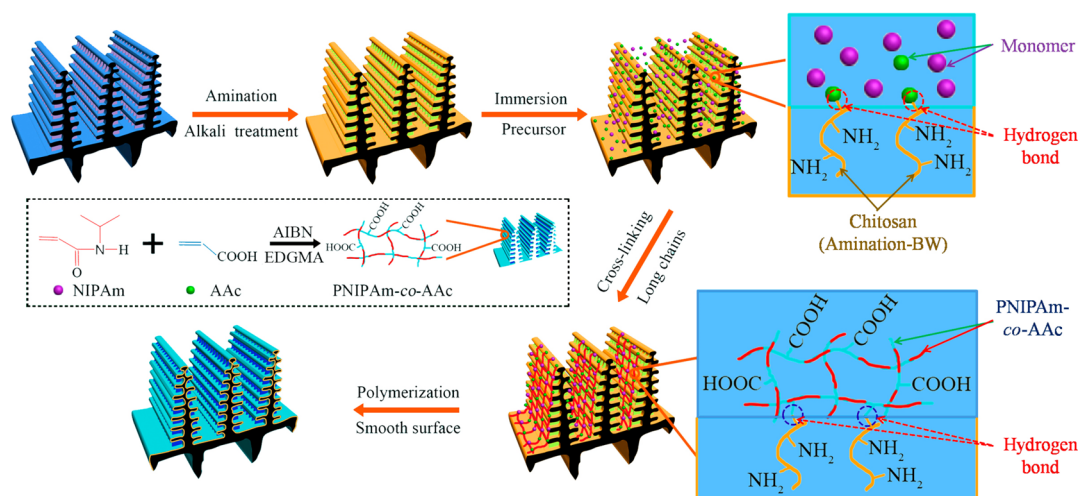 Amination
Alkali treatment
Immersion
Precursor
Monomer
Hydrogen
bond
NH2
NH2
NH2
NH2
Chitosan
(Amination-BW)
N
H
O
+
COOH
AIBN
EDGMA
COOH
COOH
HOOC
COOH
NIPAm
AAc
PNIPAm-co-AAc
Cross-linking
Long chains
Polymerization
Smooth surface
COOH
COOH
HOOC
COOH
PNIPAm-
co-AAc
NH2
NH2
NH2
NH2
Hydrogen
bond